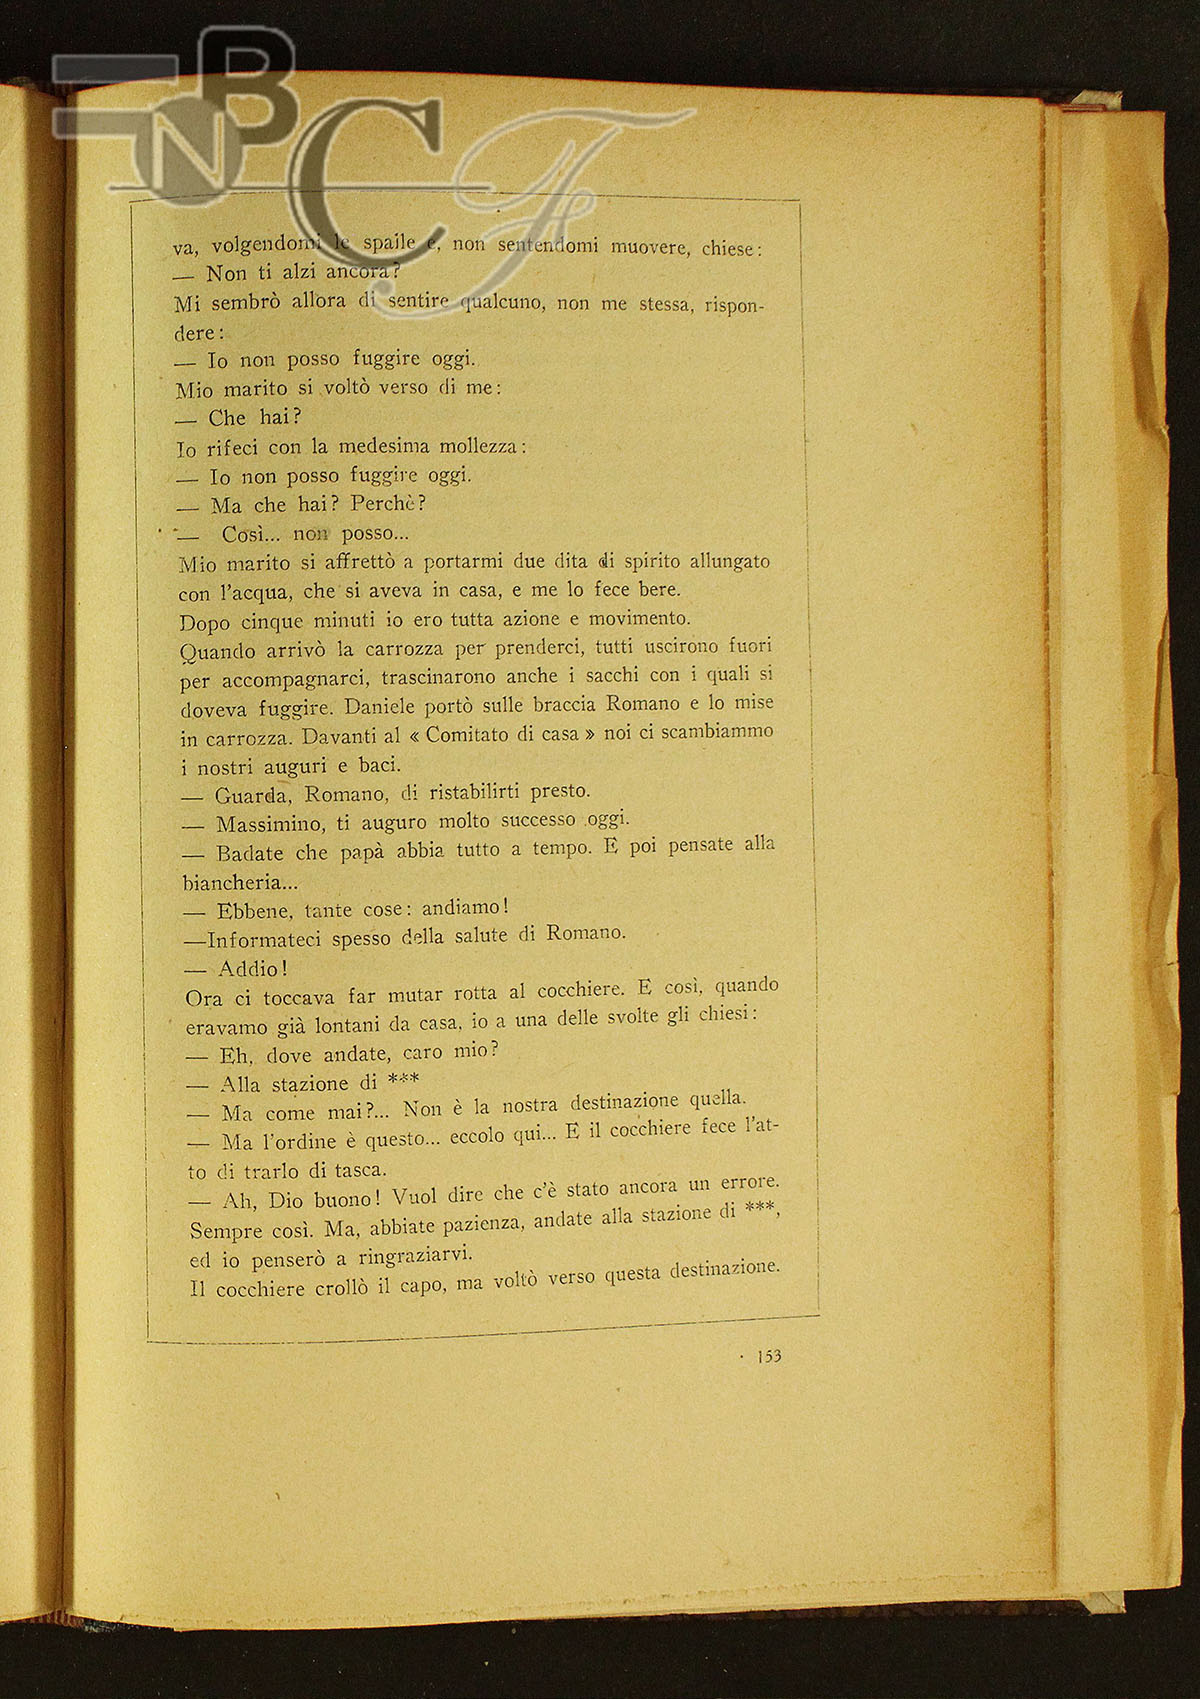 NBCF
va, volgendomi le spaile e, non sentendomi muovere, chiese:
— Non ti alzi ancora?
Mi sembrò allora di sentire qualcuno, non me stessa, rispon-
dere:
— Io non posso fuggire oggi.
Mio marito si voltò verso di me:
— Che hai?
Io rifeci con la medesima mollezza:
— Io non posso fuggire oggi.
— Ma che hai? Perchè?
— Così... non posso...
Mio marito si affrettò a portarmi due dita di spirito allungato
con l'acqua, che si aveva in casa, e me lo fece bere.
Dopo cinque minuti io ero tutta azione e movimento.
Quando arrivò la carrozza per prenderci, tutti uscirono fuori
per accompagnarci, trascinarono anche i sacchi con i quali si
doveva fuggire. Daniele portò sulle braccia Romano e lo mise
in carrozza. Davanti al « Comitato di casa » noi ci scambiammo
i nostri auguri e baci.
— Guarda, Romano, di ristabilirti presto.
— Massimino, ti auguro molto successo oggi.
— Badate che papà abbia tutto a tempo. E poi pensate alla
biancheria...
— Ebbene, tante cose: andiamo!
—Informateci spesso della salute di Romano.
— Addio!
Ora ci toccava far mutar rotta al cocchiere. E così, quando
eravamo già lontani da casa, io a una delle svolte gli chiesi:
— Eh, dove andate, caro mio?
— Alla stazione di ***
— Ma come mai?... Non è la nostra destinazione quella.
— Ma l'ordine è questo... eccolo qui... E il cocchiere fece l'at-
to di trarlo di tasca.
— Ah, Dio buono! Vuol dire che c'è stato ancora un errore.
Sempre così. Ma, abbiate pazienza, andate alla stazione di ***,
ed io penserò a ringraziarvi.
Il cocchiere crollò il capo, ma voltò verso questa destinazione.
153